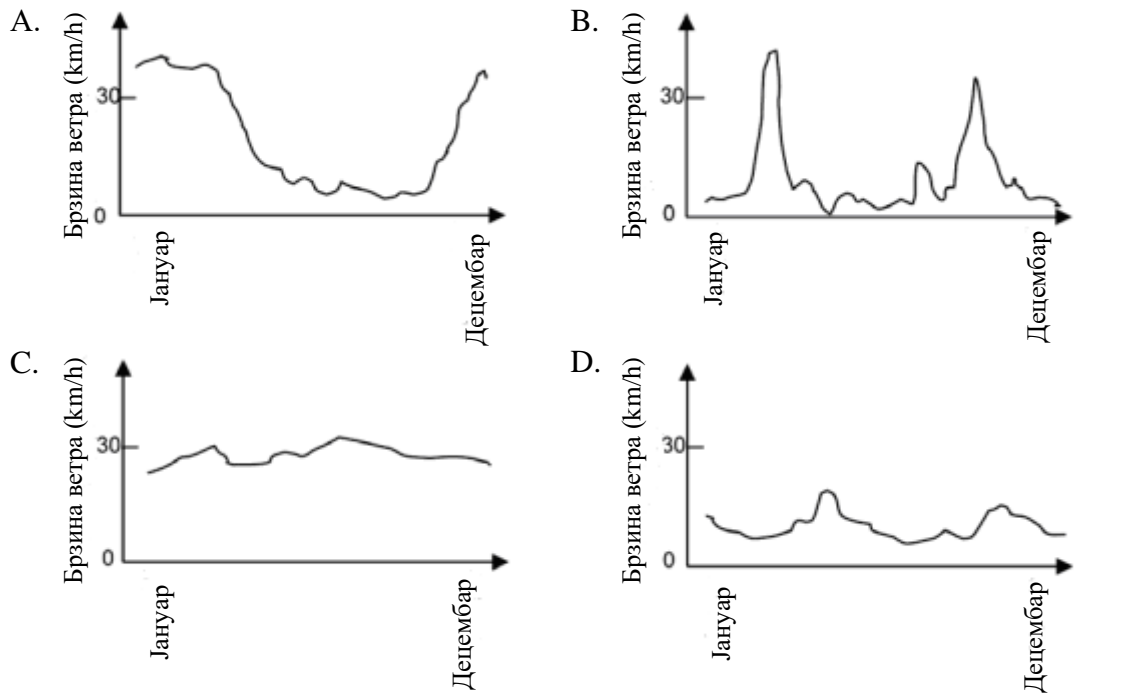 A.
Брзина ветра (km/h)
30
0
Јануар
Децембар
B.
Брзина ветра (km/h)
30
0
Јануар
Децембар
C.
Брзина ветра (km/h)
30
0
Јануар
Децембар
D.
Брзина ветра (km/h)
30
0
Јануар
Децембар